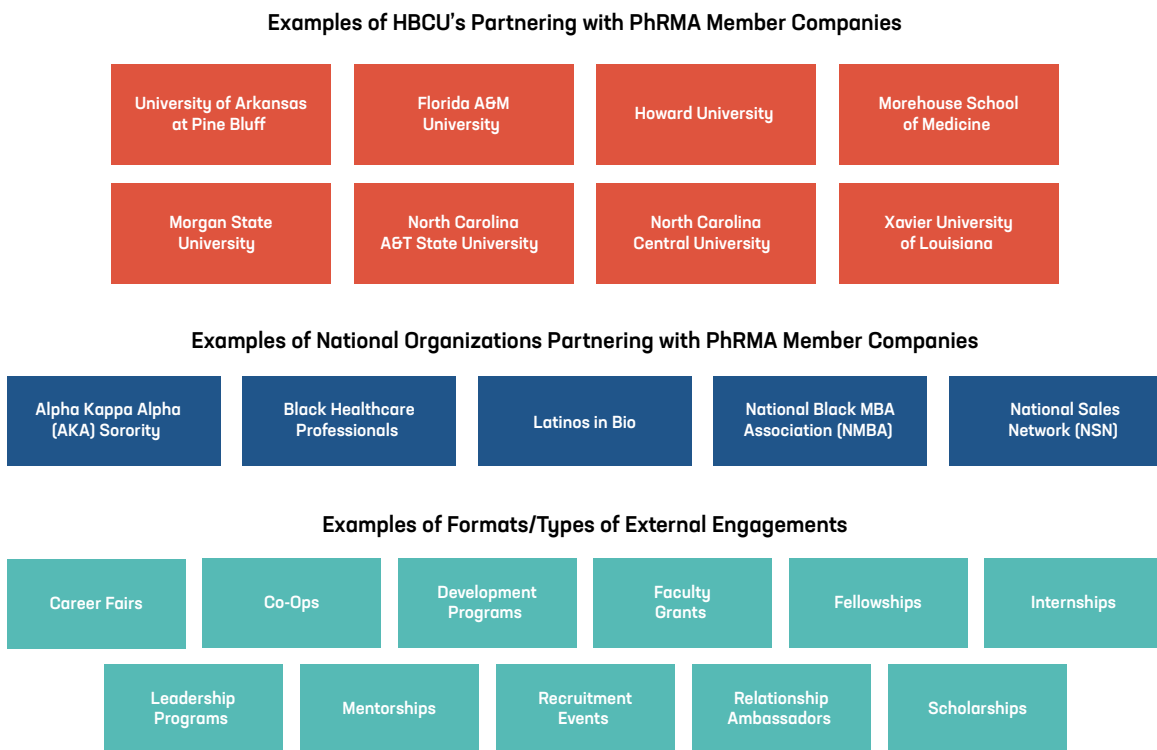 Examples of HBCU's Partnering with PhRMA Member Companies
University of Arkansas
at Pine Bluff
Florida A&M
University
Howard University
Morehouse School
of Medicine
Morgan State
University
North Carolina
A&T State University
North Carolina
Central University
Xavier University
of Louisiana
Examples of National Organizations Partnering with PhRMA Member Companies
Alpha Kappa Alpha
(AKA) Sorority
Black Healthcare
Professionals
Latinos in Bio
National Black MBA
Association (NMBA)
National Sales
Network (NSN)
Examples of Formats/Types of External Engagements
Career Fairs
Co-Ops
Development
Programs
Faculty
Grants
Fellowships
Internships
Leadership
Programs
Mentorships
Recruitment
Events
Relationship
Ambassadors
Scholarships